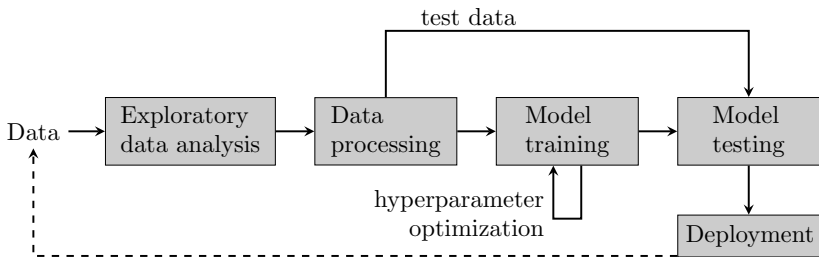 test data
Data
Exploratory
data analysis
Data
processing
Model
training
Model
testing
hyperparameter
optimization
Deployment